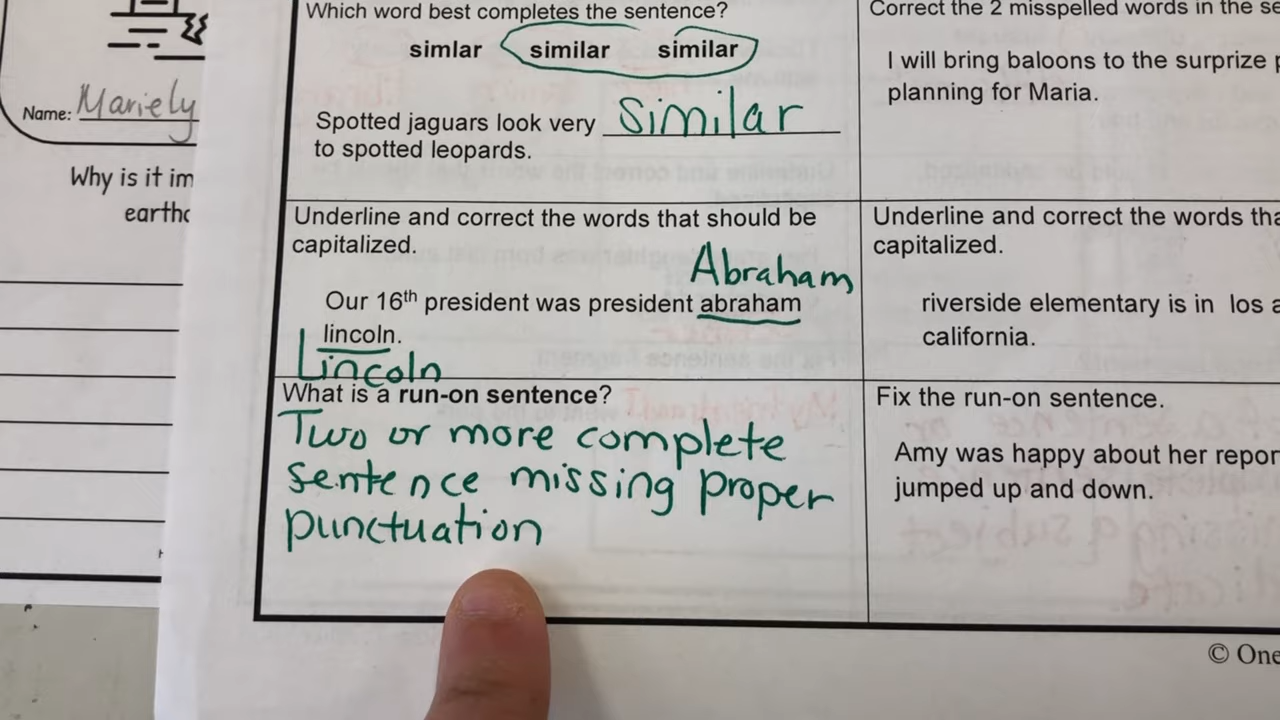 Name: Mariely
Why is it im
earth
Which word best completes the sentence?
simlar similar similar
Spotted jaguars look very similar
to spotted leopards.
Correct the 2 misspelled words in the se
I will bring baloons to the surprize p
planning for Maria.
Underline and correct the words that should be
capitalized.
Abraham
Our 16th president was president abraham
lincoln.
Lincoln
Underline and correct the words tha
capitalized.
riverside elementary is in los a
california.
What is a run-on sentence?
Two or more complete
sentence missing proper
punctuation
Fix the run-on sentence.
Amy was happy about her repor
jumped up and down.
© One